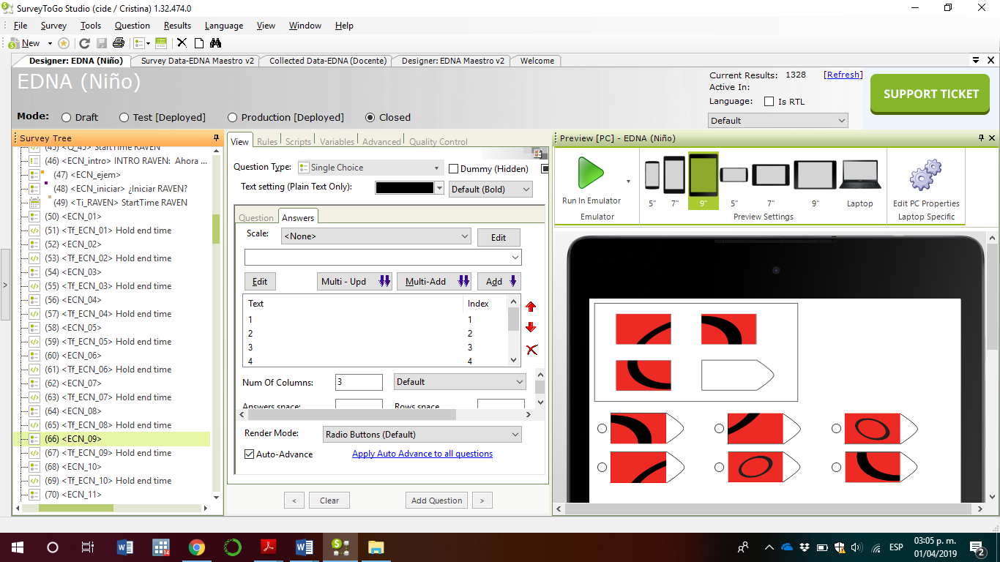 SurveyToGo Studio (cide / Cristina) 1.32.474.0
File Survey Tools Question Results Language View Window Help
New
Designer: EDNA (Niño) Survey Data-EDNA Maestro v2 Collected Data-EDNA (Docente) Designer: EDNA Maestro v2 Welcome
EDNA (Niño)
Current Results: 1328 [Refresh]
Active In:
Language: Is RTL
Default
SUPPORT TICKET
Mode: Draft Test [Deployed] Production [Deployed] Closed
Survey Tree
(45) <Q_45> StartTime RAVEN
(46) <ECN_intro> INTRO RAVEN: Ahora ...
(47) <ECN_ejem>
(48) <ECN_iniciar> ¿Iniciar RAVEN?
(49) <Ti_RAVEN> StartTime RAVEN
(50) <ECN_01>
(51) <Tf_ECN_01> Hold end time
(52) <ECN_02>
(53) <Tf_ECN_02> Hold end time
(54) <ECN_03>
(55) <Tf_ECN_03> Hold end time
(56) <ECN_04>
(57) <Tf_ECN_04> Hold end time
(58) <ECN_05>
(59) <Tf_ECN_05> Hold end time
(60) <ECN_06>
(61) <Tf_ECN_06> Hold end time
(62) <ECN_07>
(63) <Tf_ECN_07> Hold end time
(64) <ECN_08>
(65) <Tf_ECN_08> Hold end time
(66) <ECN_09>
(67) <Tf_ECN_09> Hold end time
(68) <ECN_10>
(69) <Tf_ECN_10> Hold end time
(70) <ECN_11>
View Rules Scripts Variables Advanced Quality Control
Question Type: Single Choice Dummy (Hidden)
Text setting (Plain Text Only): Default (Bold)
Question Answers
Scale: <None> Edit
Edit Multi - Upd Multi-Add Add
Text Index
1 1
2 2
3 3
4 4
Num Of Columns: 3 Default
Answers space: Rows space
Render Mode: Radio Buttons (Default)
Auto-Advance Apply Auto Advance to all questions
< Clear Add Question >
Preview [PC] - EDNA (Niño)
Run In Emulator
Emulator
5" 7" 9" 5" 7" 9" Laptop
Preview Settings
Edit PC Properties
Laptop Specific
>
14
ESP
03:05 p. m.
01/04/2019
2